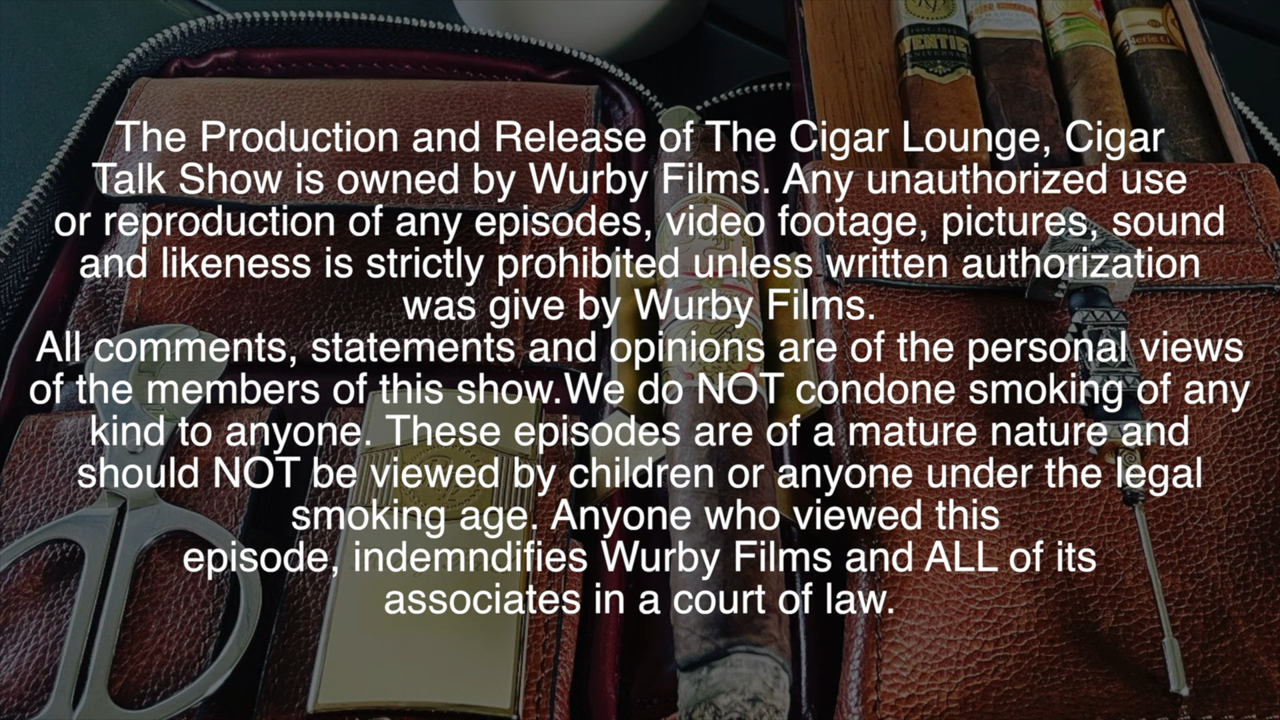 The Production and Release of The Cigar Lounge, Cigar
Talk Show is owned by Wurby Films. Any unauthorized use
or reproduction of any episodes, video footage, pictures, sound
and likeness is strictly prohibited unless written authorization
was give by Wurby Films.
All comments, statements and opinions are of the personal views
of the members of this show.We do NOT condone smoking of any
kind to anyone. These episodes are of a mature nature and
should NOT be viewed by children or anyone under the legal
smoking age. Anyone who viewed this
episode, indemndifies Wurby Films and ALL of its
associates in a court of law.